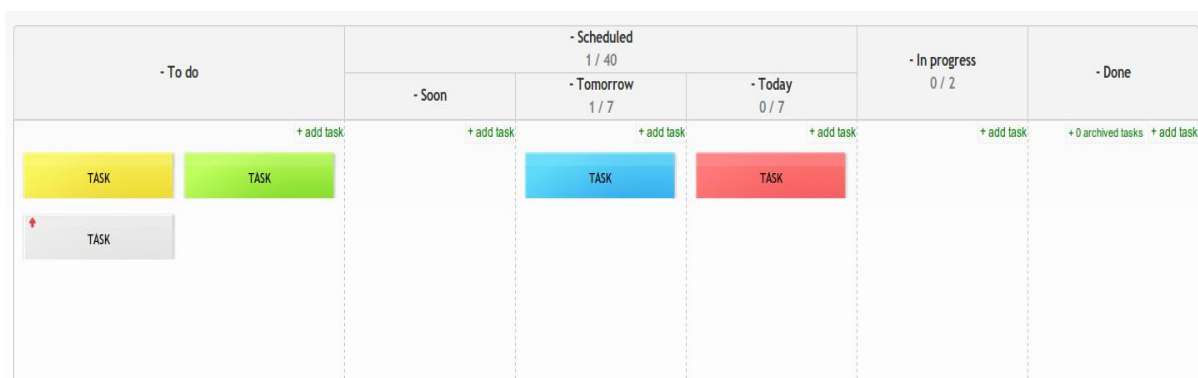 - To do
- Scheduled
1 / 40
- Soon
- Tomorrow
1 / 7
- Today
0 / 7
- In progress
0 / 2
- Done
+ add task
+ add task
+ add task
+ add task
+ add task
+ 0 archived tasks + add task
TASK
TASK
TASK
TASK
TASK